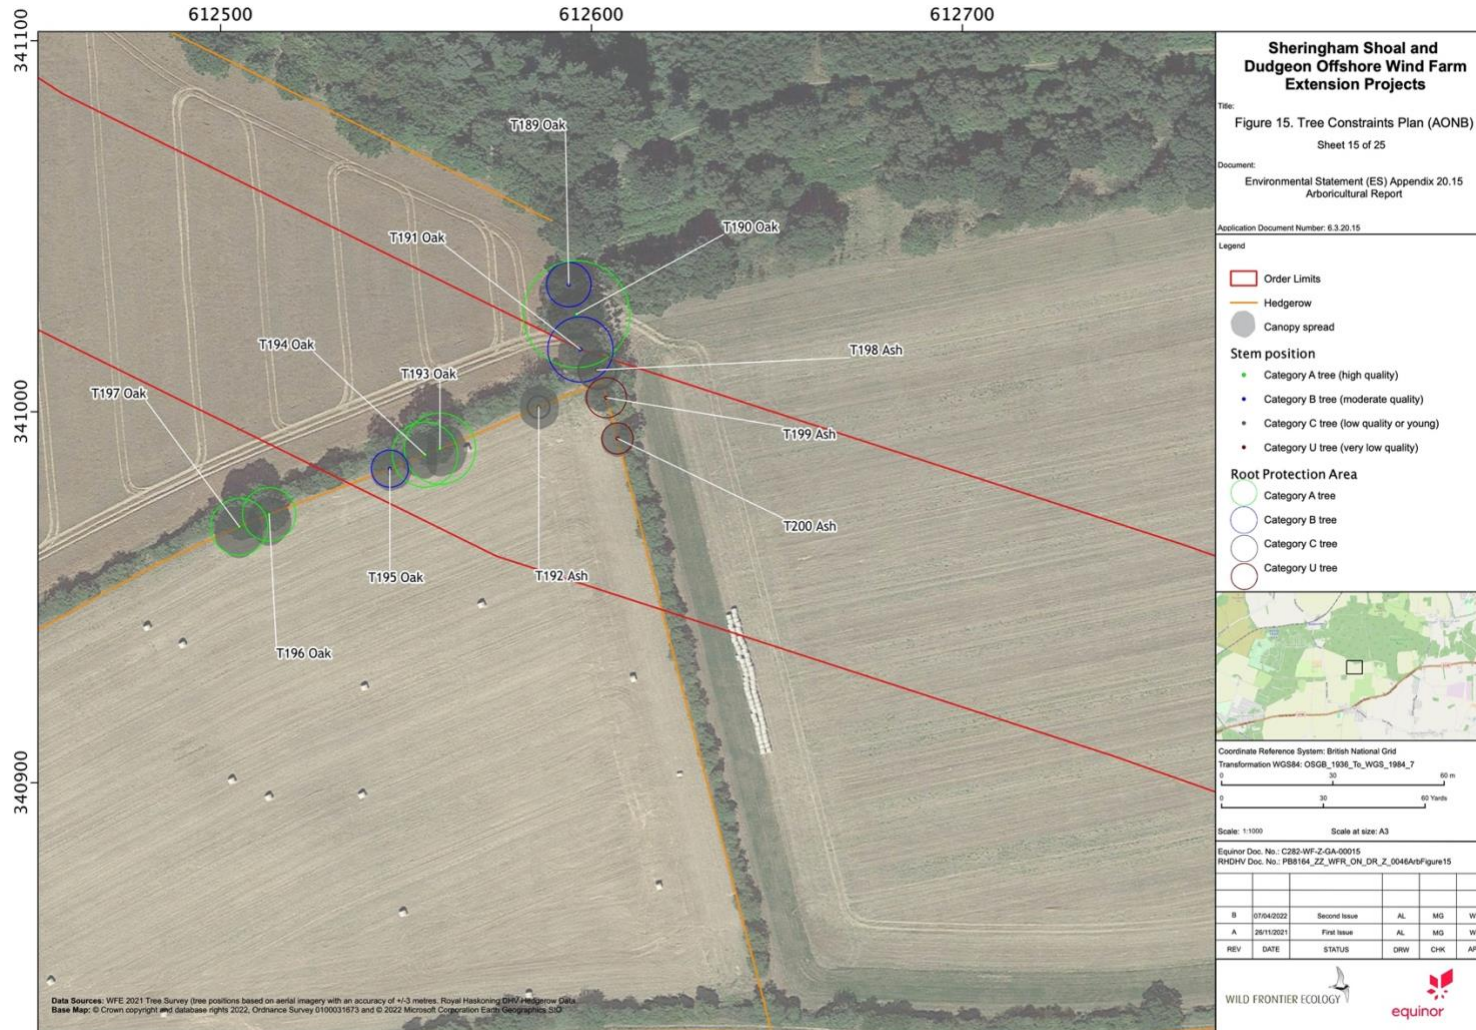 612500
612600
612700
341100
341000
340900
T189 Oak
T190 Oak
T191 Oak
T198 Ash
T194 Oak
T193 Oak
T197 Oak
T199 Ash
T200 Ash
T195 Oak
T192 Ash
T196 Oak
Data Sources: WFE 2021 Tree Survey (tree positions based on aerial imagery with an accuracy of +/-3 metres. Royal Haskoning DHV Hedgerow Data
Base Map: © Crown copyright and database rights 2022, Ordnance Survey 0100031673 and © 2022 Microsoft Corporation Earth Geographics SIO
Sheringham Shoal and
Dudgeon Offshore Wind Farm
Extension Projects
Title:
Figure 15. Tree Constraints Plan (AONB)
Sheet 15 of 25
Document:
Environmental Statement (ES) Appendix 20.15
Arboricultural Report
Application Document Number: 6.3.20.15
Legend
Order Limits
Hedgerow
Canopy spread
Stem position
Category A tree (high quality)
Category B tree (moderate quality)
Category C tree (low quality or young)
Category U tree (very low quality)
Root Protection Area
Category A tree
Category B tree
Category C tree
Category U tree
Coordinate Reference System: British National Grid
Transformation WGS84: OSGB_1936_To_WGS_1984_7
0 30 60 m
0 30 60 Yards
Scale: 1:1000 Scale at size: A3
Equinor Doc. No.: C282-WF-Z-GA-00015
RHDHV Doc. No.: PB8164_ZZ_WFR_ON_DR_Z_0046ArbFigure15
B 07/04/2022 Second Issue AL MG W
A 26/11/2021 First Issue AL MG W
REV DATE STATUS DRW CHK AP
WILD FRONTIER ECOLOGY
equinor